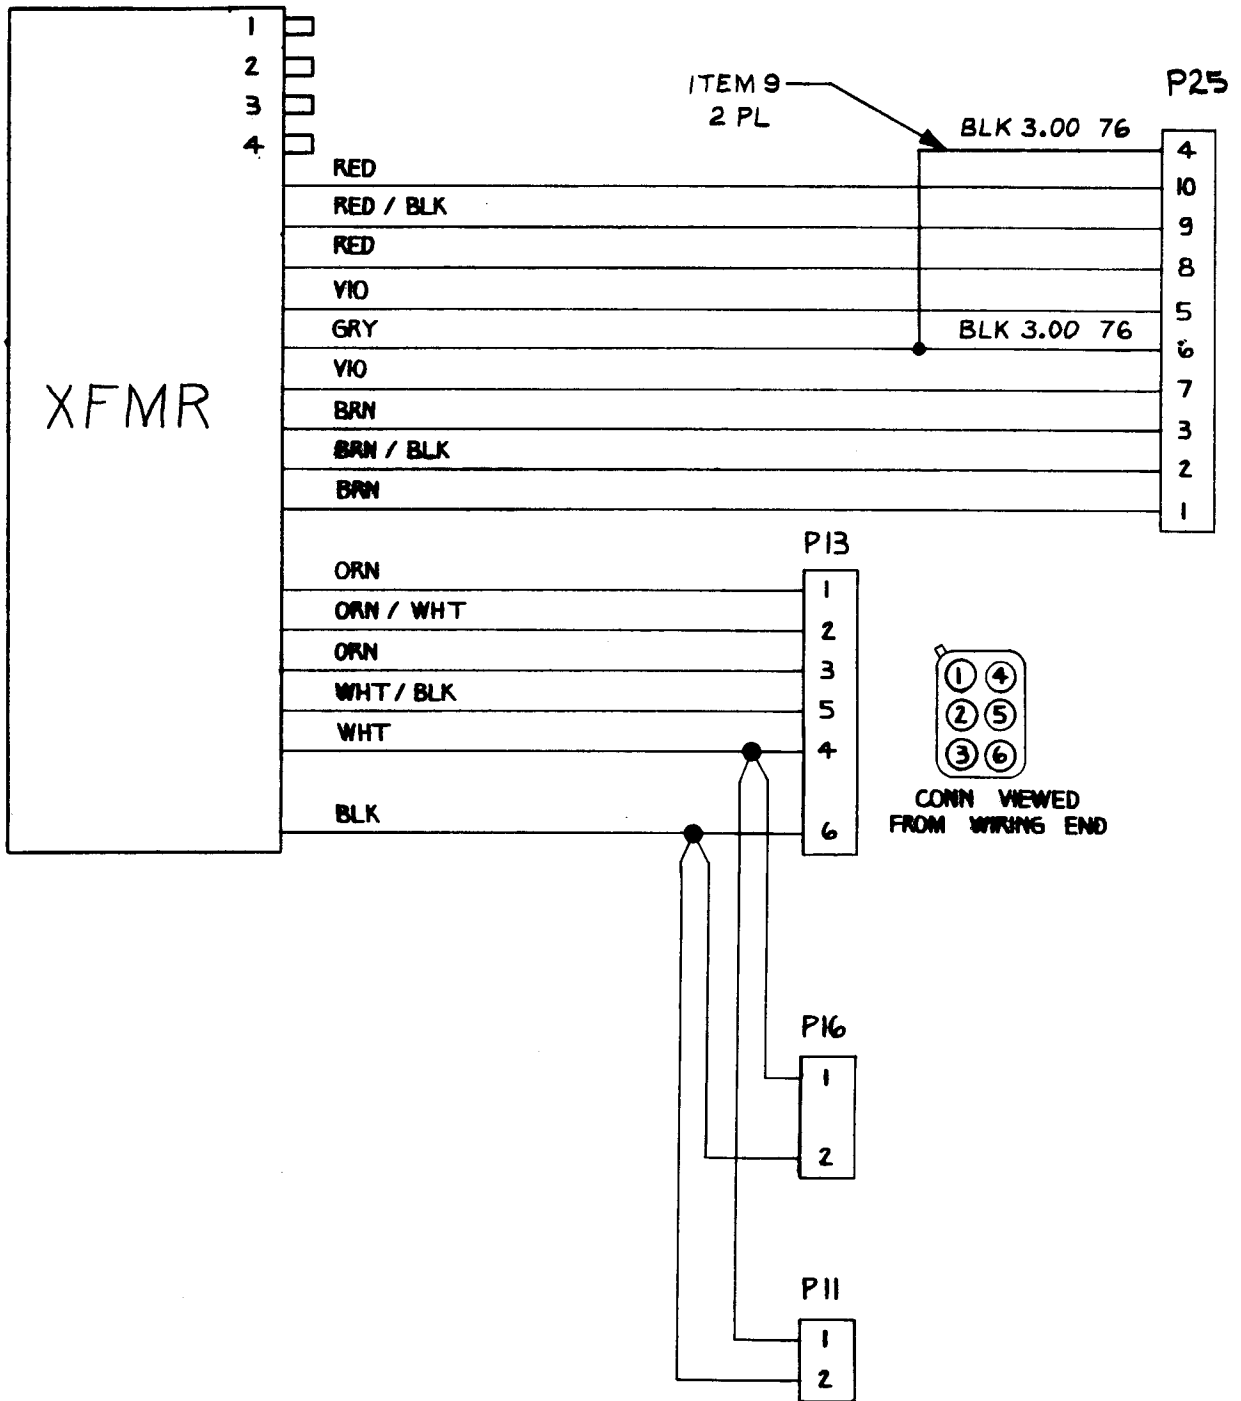 1
2
3
4
XFMR
ITEM 9
2 PL
P25
BLK 3.00 76
4
RED
10
RED / BLK
9
RED
8
VIO
5
GRY
BLK 3.00 76
6
VIO
7
BRN
3
BRN / BLK
2
BRN
1
P13
ORN
1
ORN / WHT
2
ORN
3
WHT / BLK
5
WHT
4
BLK
6
1 4
2 5
3 6
CONN VIEWED
FROM WIRING END
P16
1
2
P11
1
2